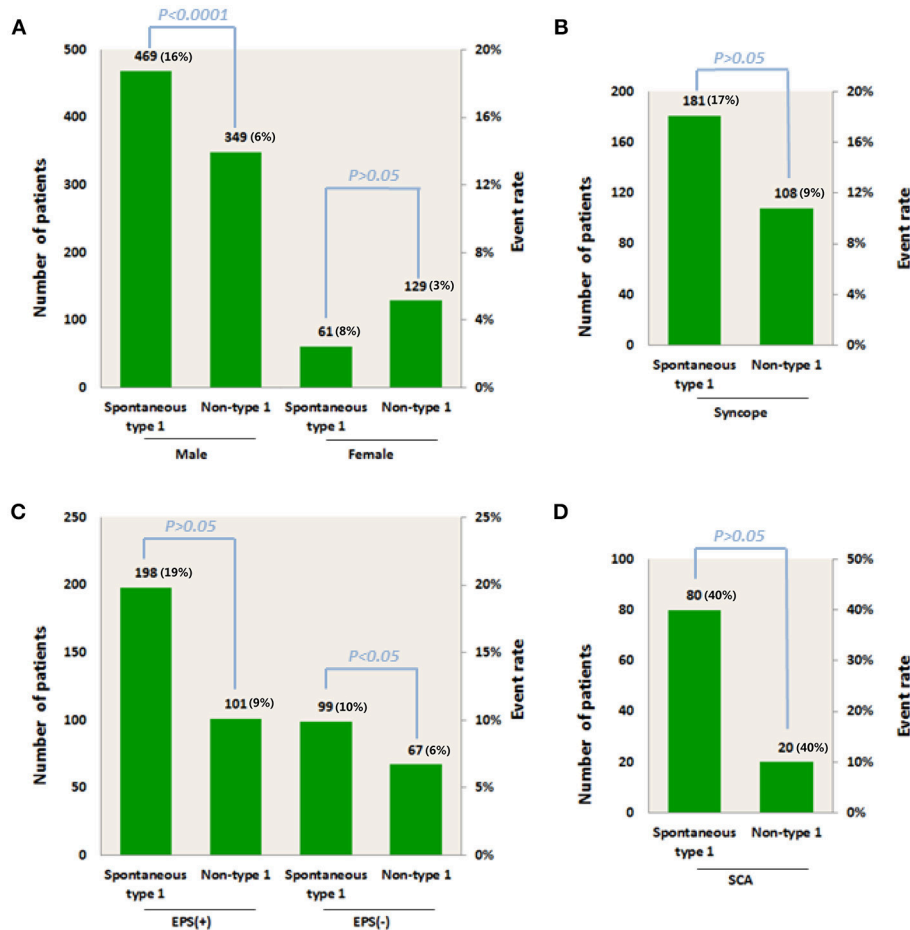 A
P<0.0001
Number of patients
500
400
300
200
100
0
469 (16%)
349 (6%)
P>0.05
61 (8%)
129 (3%)
20%
16%
12%
8%
4%
0%
Event rate
Spontaneous type 1
Non-type 1
Spontaneous type 1
Non-type 1
Male
Female
B
P>0.05
Number of patients
200
160
120
80
40
0
181 (17%)
108 (9%)
20%
16%
12%
8%
4%
0%
Event rate
Spontaneous type 1
Non-type 1
Syncope
C
P>0.05
Number of patients
250
200
150
100
50
0
198 (19%)
101 (9%)
P<0.05
99 (10%)
67 (6%)
25%
20%
15%
10%
5%
0%
Event rate
Spontaneous type 1
Non-type 1
Spontaneous type 1
Non-type 1
EPS(+)
EPS(-)
D
P>0.05
Number of patients
100
80
60
40
20
0
80 (40%)
20 (40%)
50%
40%
30%
20%
10%
0%
Event rate
Spontaneous type 1
Non-type 1
SCA